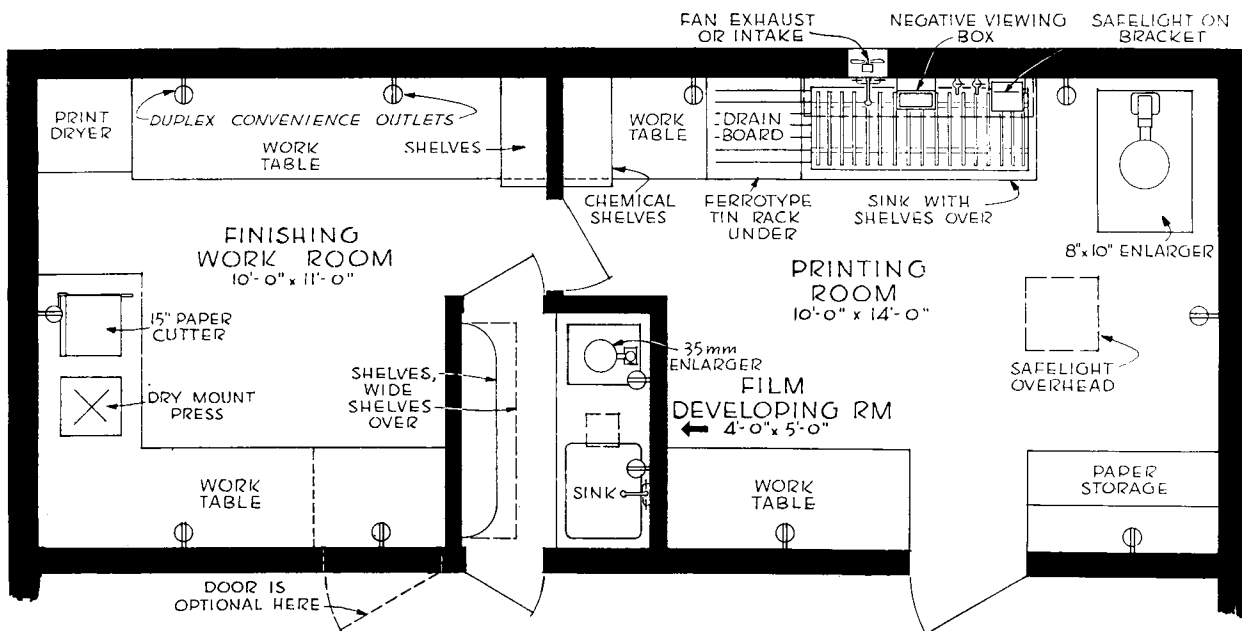 FAN EXHAUST
OR INTAKE
NEGATIVE VIEWING
BOX
SAFELIGHT ON
BRACKET
PRINT
DRYER
DUPLEX CONVENIENCE OUTLETS
WORK
TABLE
SHELVES
WORK
TABLE
DRAIN
BOARD
CHEMICAL
SHELVES
FERROTYPE
TIN RACK
UNDER
SINK WITH
SHELVES OVER
8"x10" ENLARGER
FINISHING
WORK ROOM
10'-0" x 11'-0"
PRINTING
ROOM
10'-0" x 14'-0"
15" PAPER
CUTTER
DRY MOUNT
PRESS
SHELVES,
WIDE
SHELVES
OVER
35mm
ENLARGER
SAFELIGHT
OVERHEAD
FILM
DEVELOPING RM
4'-0" x 5'-0"
WORK
TABLE
SINK
WORK
TABLE
PAPER
STORAGE
DOOR IS
OPTIONAL HERE